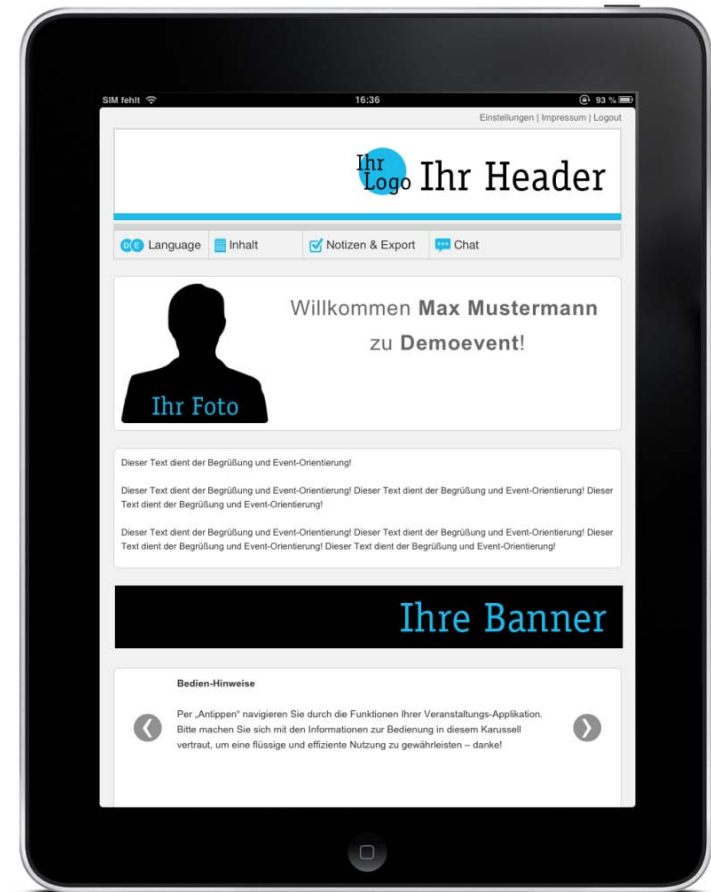 SIM fehlt 16:36 93 %
Einstellungen | Impressum | Logout
Ihr
Logo Ihr Header
DE Language Inhalt Notizen & Export Chat
Willkommen Max Mustermann
zu Demoevent!
Ihr Foto
Dieser Text dient der Begrüßung und Event-Orientierung!
Dieser Text dient der Begrüßung und Event-Orientierung! Dieser Text dient der Begrüßung und Event-Orientierung! Dieser
Text dient der Begrüßung und Event-Orientierung!
Dieser Text dient der Begrüßung und Event-Orientierung! Dieser Text dient der Begrüßung und Event-Orientierung! Dieser
Text dient der Begrüßung und Event-Orientierung! Dieser Text dient der Begrüßung und Event-Orientierung!
Ihre Banner
Bedien-Hinweise
Per „Antippen“ navigieren Sie durch die Funktionen Ihrer Veranstaltungs-Applikation.
Bitte machen Sie sich mit den Informationen zur Bedienung in diesem Karussell
vertraut, um eine flüssige und effiziente Nutzung zu gewährleisten – danke!